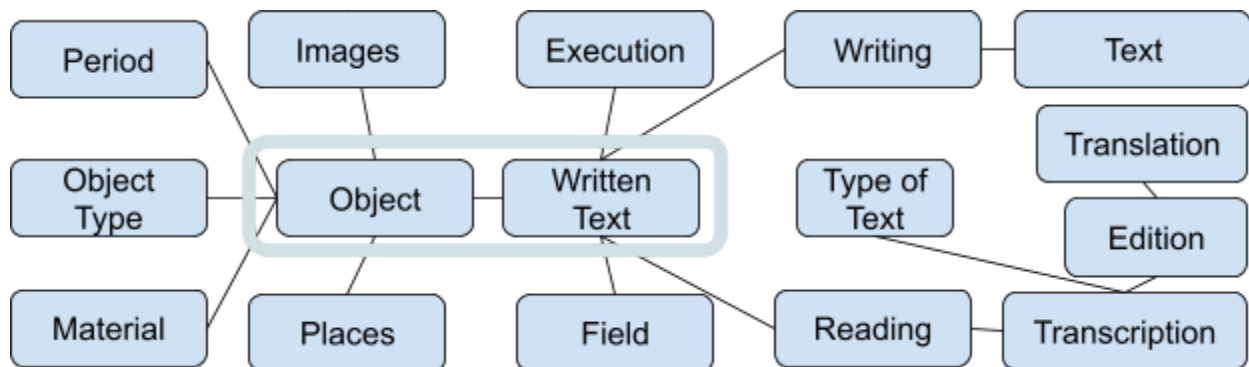 Period
Images
Execution
Writing
Text
Translation
Object
Type
Object
Written
Text
Type of
Text
Edition
Material
Places
Field
Reading
Transcription